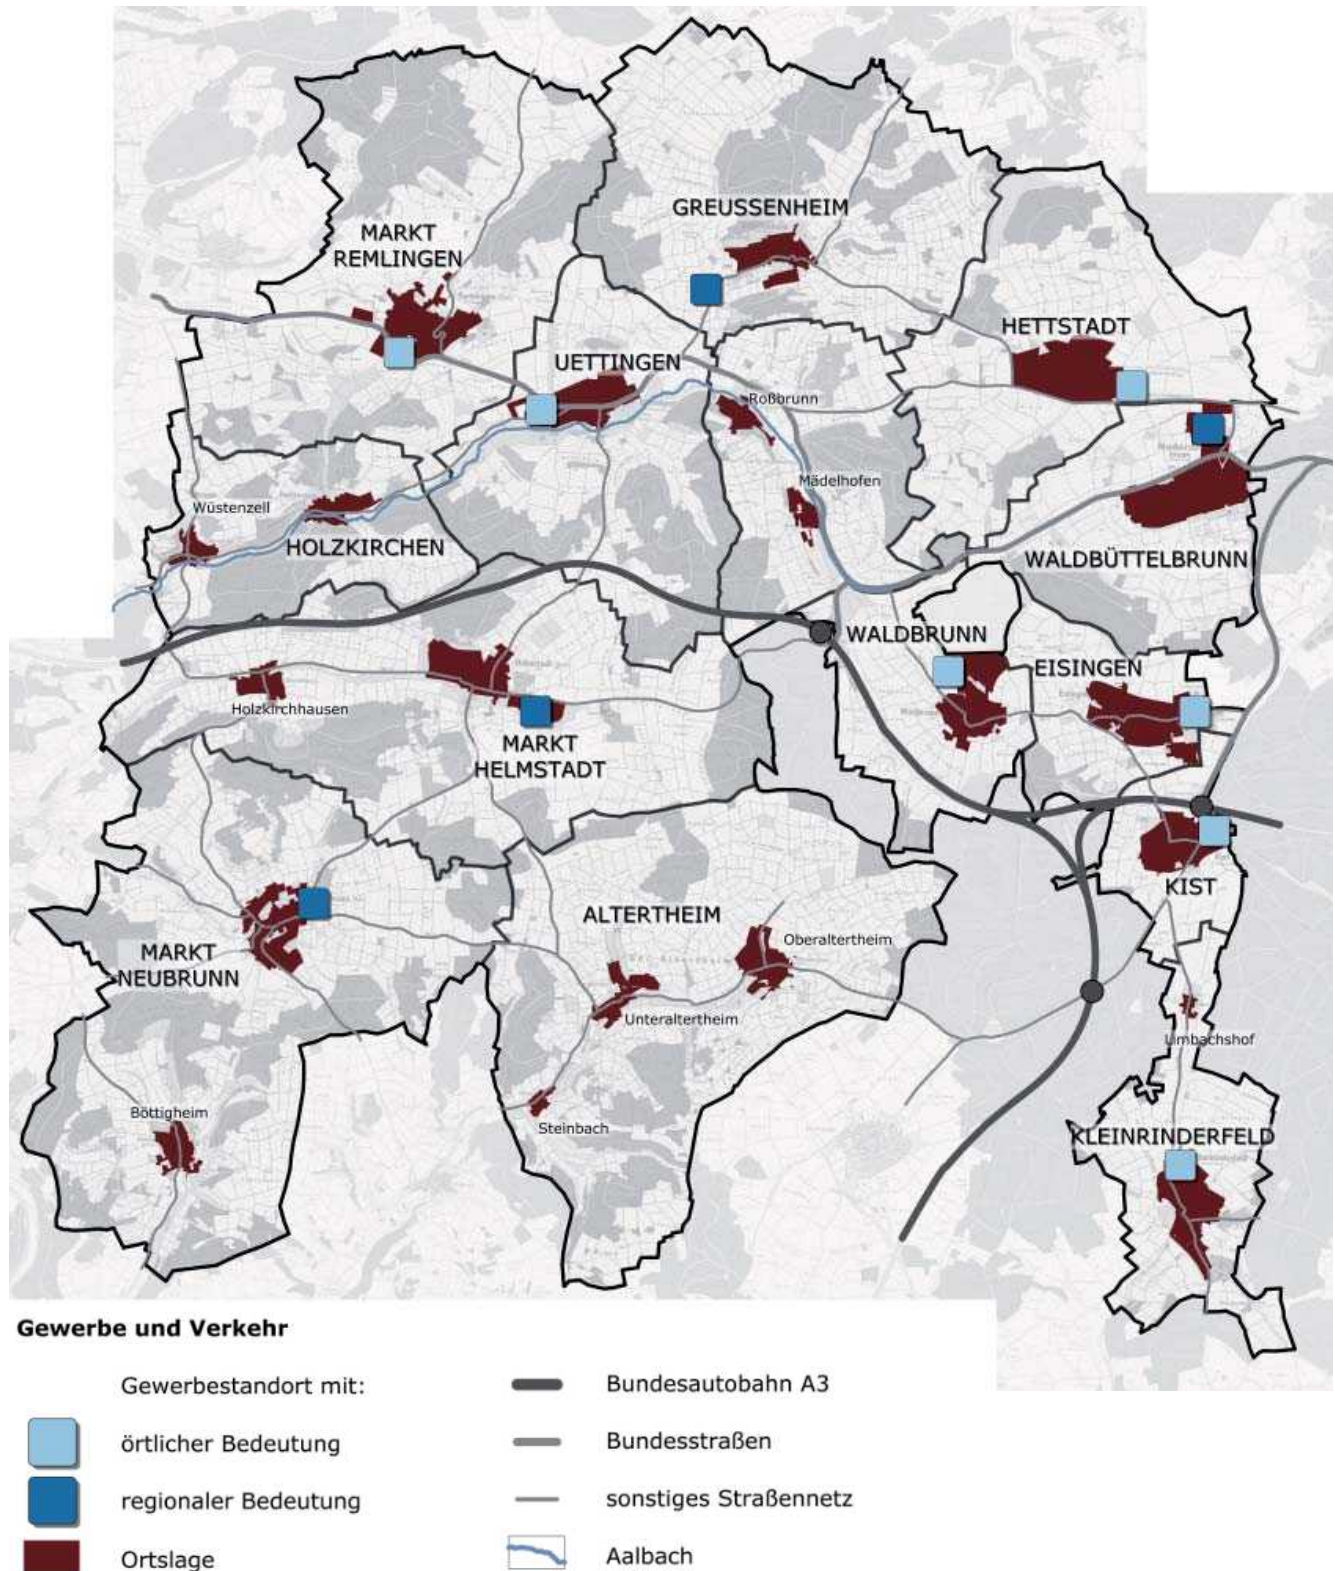 GREUSSENHEIM
MARKT
REMLINGEN
HETTSTADT
UETTINGEN
Roßbrunn
Mädelhofen
Wüstenzell
HOLZKIRCHEN
WALDBÜTTELBRUNN
WALDBRUNN
EISINGEN
Holzkirchhausen
MARKT
HELMSTADT
KIST
ALTERTHEIM
Oberaltertheim
MARKT
NEUBRUNN
Unteraltertheim
Limbachshof
Böttigheim
Steinbach
KLEINRINDERFELD
Gewerbe und Verkehr
Gewerbestandort mit:
örtlicher Bedeutung
regionaler Bedeutung
Ortslage
Bundesautobahn A3
Bundesstraßen
sonstiges Straßennetz
Aalbach